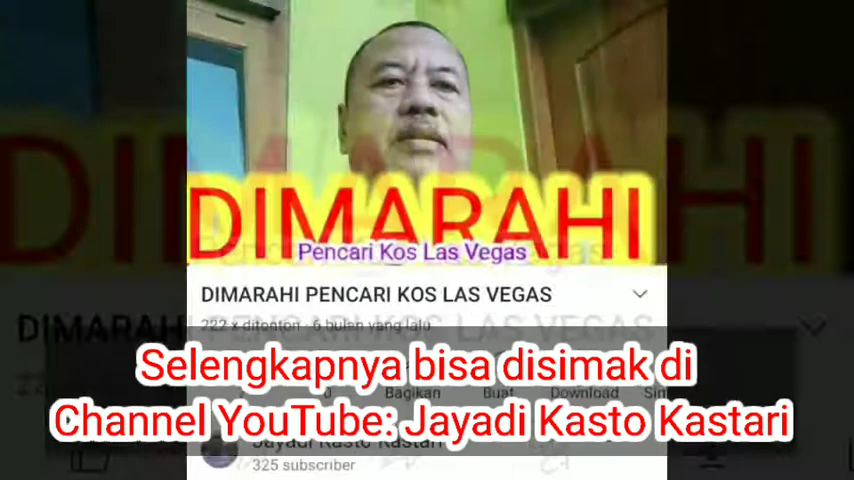 DIMARAHI
Pencari Kos Las Vegas
DIMARAHI PENCARI KOS LAS VEGAS
222 x ditonton · 6 bulan yang lalu
Selengkapnya bisa disimak di
Bagikan Buat Download
Channel YouTube: Jayadi Kasto Kastari
Jayadi Kasto Kastari
325 subscriber